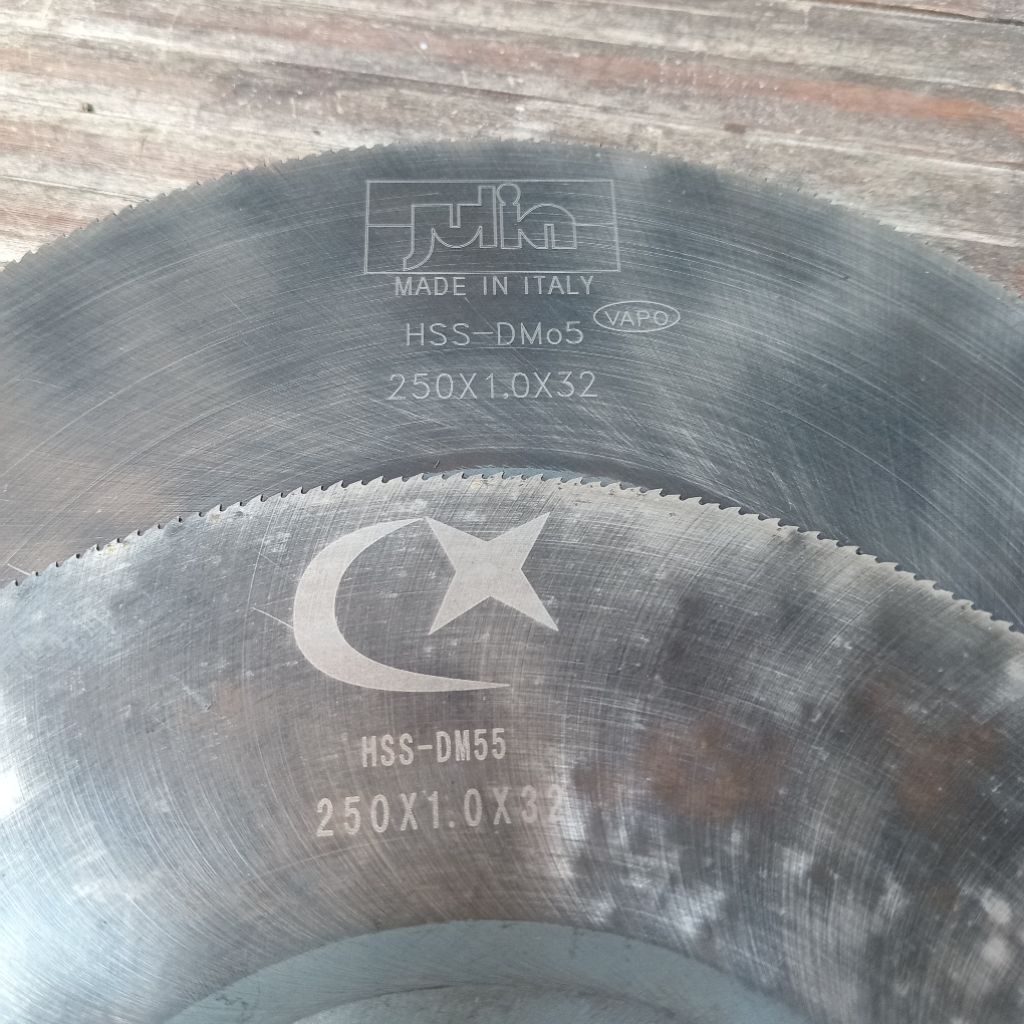 julin
MADE IN ITALY
VAPO
HSS-DMo5
250X1.0X32
HSS-DM55
250X1.0X32